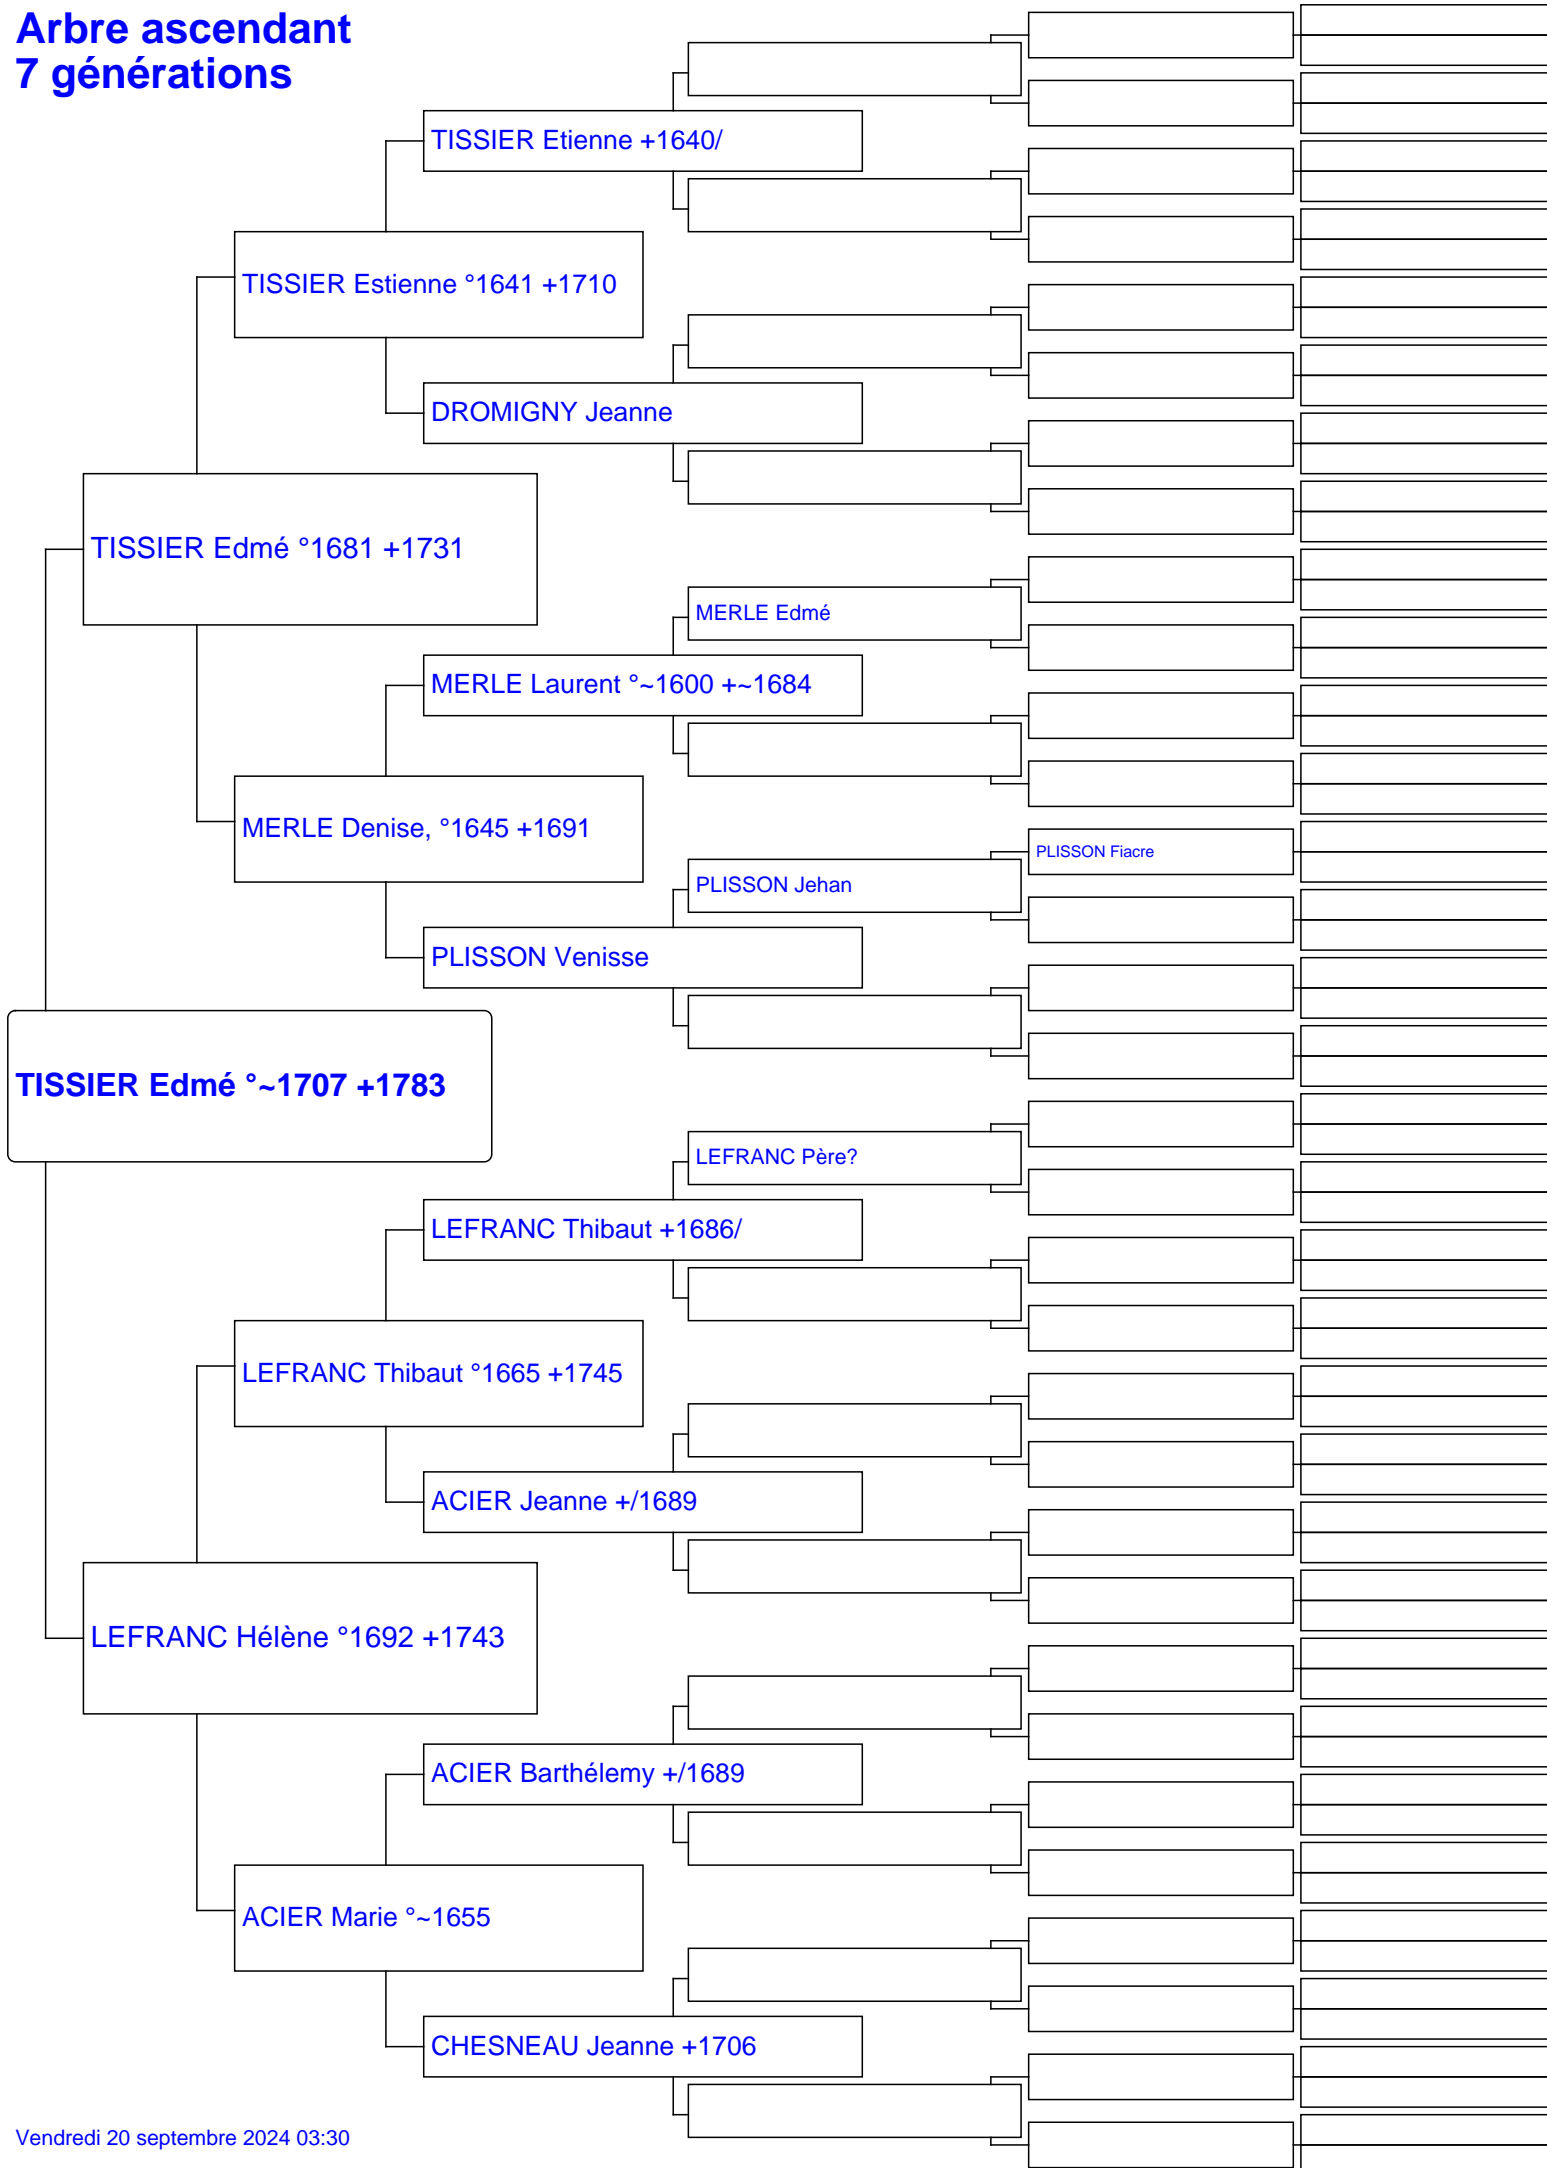 Arbre ascendant
7 générations
TISSIER Etienne +1640/
TISSIER Estienne °1641 +1710
DROMIGNY Jeanne
TISSIER Edmé °1681 +1731
MERLE Edmé
MERLE Laurent °~1600 +~1684
MERLE Denise, °1645 +1691
PLISSON Fiacre
PLISSON Jehan
PLISSON Venisse
TISSIER Edmé °~1707 +1783
LEFRANC Père?
LEFRANC Thibaut +1686/
LEFRANC Thibaut °1665 +1745
ACIER Jeanne +/1689
LEFRANC Hélène °1692 +1743
ACIER Barthélemy +/1689
ACIER Marie °~1655
CHESNEAU Jeanne +1706
Vendredi 20 septembre 2024 03:30